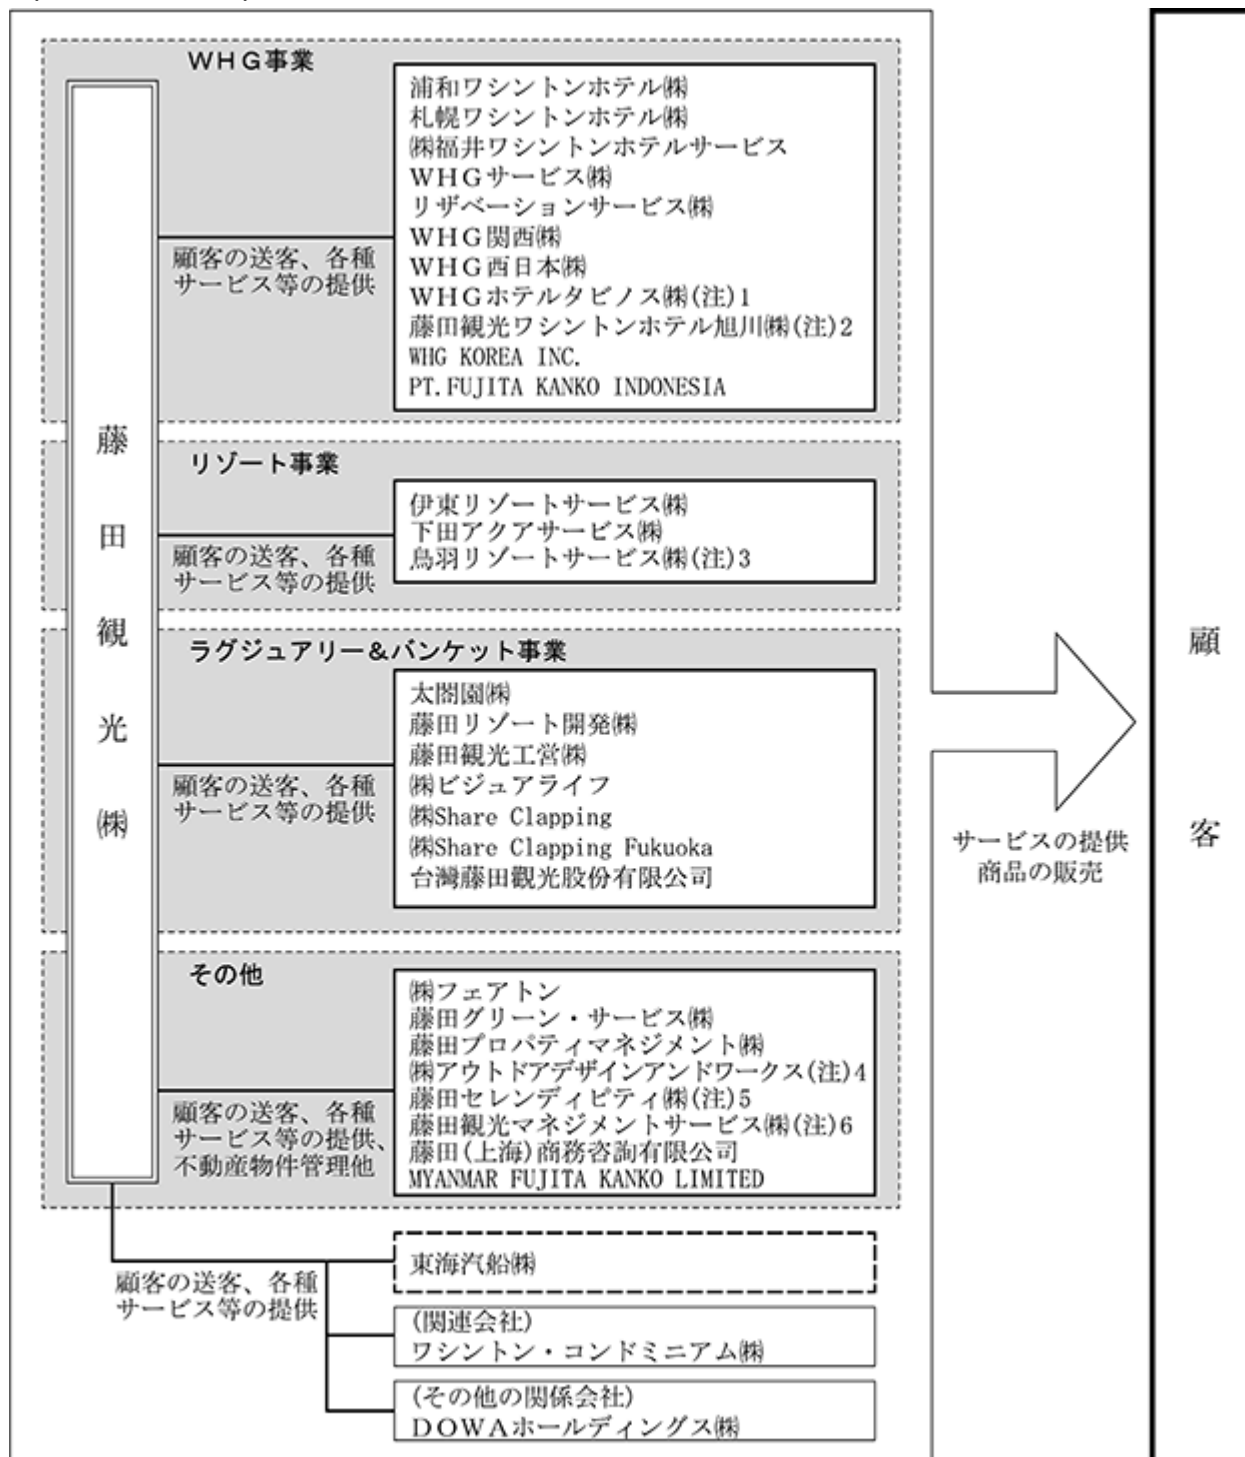 藤田観光㈱
WHG事業
顧客の送客、各種
サービス等の提供
浦和ワシントンホテル㈱
札幌ワシントンホテル㈱
㈱福井ワシントンホテルサービス
WHGサービス㈱
リザベーションサービス㈱
WHG関西㈱
WHG西日本㈱
WHGホテルタビノス㈱(注)1
藤田観光ワシントンホテル旭川㈱(注)2
WHG KOREA INC.
PT.FUJITA KANKO INDONESIA
リゾート事業
顧客の送客、各種
サービス等の提供
伊東リゾートサービス㈱
下田アクアサービス㈱
鳥羽リゾートサービス㈱(注)3
ラグジュアリー＆バンケット事業
顧客の送客、各種
サービス等の提供
太閤園㈱
藤田リゾート開発㈱
藤田観光工営㈱
㈱ビジュアライフ
㈱Share Clapping
㈱Share Clapping Fukuoka
台灣藤田觀光股份有限公司
その他
顧客の送客、各種
サービス等の提供、
不動産物件管理他
㈱フェアトン
藤田グリーン・サービス㈱
藤田プロパティマネジメント㈱
㈱アウトドアデザインアンドワークス(注)4
藤田セレンディピティ㈱(注)5
藤田観光マネジメントサービス㈱(注)6
藤田(上海)商務咨詢有限公司
MYANMAR FUJITA KANKO LIMITED
顧客の送客、各種
サービス等の提供
東海汽船㈱
(関連会社)
ワシントン・コンドミニアム㈱
(その他の関係会社)
DOWAホールディングス㈱
サービスの提供
商品の販売
顧客